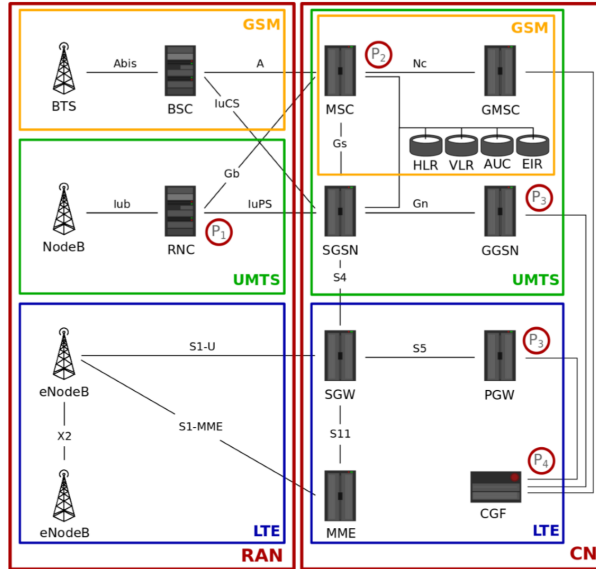 GSM
GSM
Abis
A
P2
Nc
BTS
BSC
IuCS
MSC
GMSC
Gs
Gb
HLR
VLR
AUC
EIR
Iub
IuPS
Gn
P3
NodeB
RNC
P1
SGSN
GGSN
UMTS
S4
UMTS
S1-U
S5
P3
eNodeB
SGW
PGW
S1-MME
X2
S11
P4
CGF
eNodeB
LTE
MME
LTE
RAN
CN